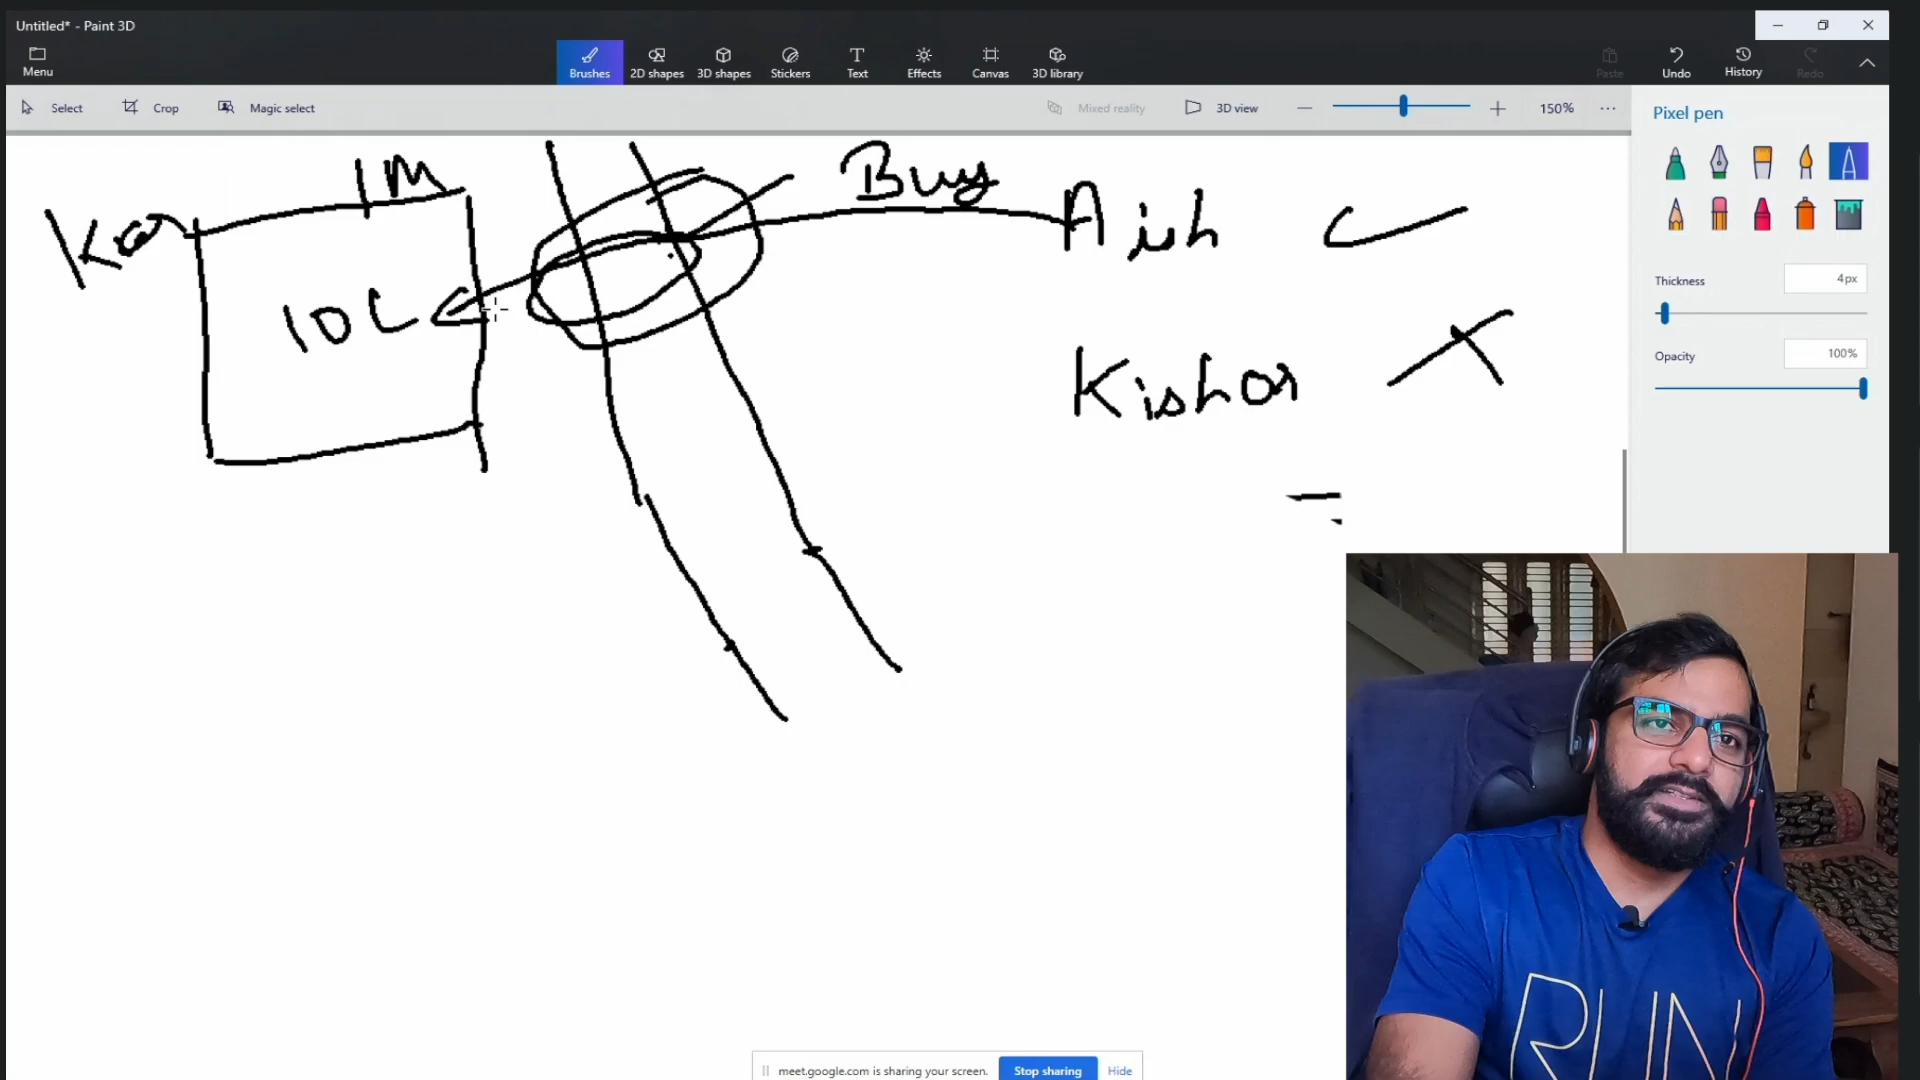 Untitled* - Paint 3D
Menu
Brushes
2D shapes
3D shapes
Stickers
Text
Effects
Canvas
3D library
Paste
Undo
History
Redo
Select
Crop
Magic select
Mixed reality
3D view
150%
Pixel pen
Thickness
4px
Opacity
100%
1M
Buy
10L
Kishor
RUN
meet.google.com is sharing your screen.
Stop sharing
Hide